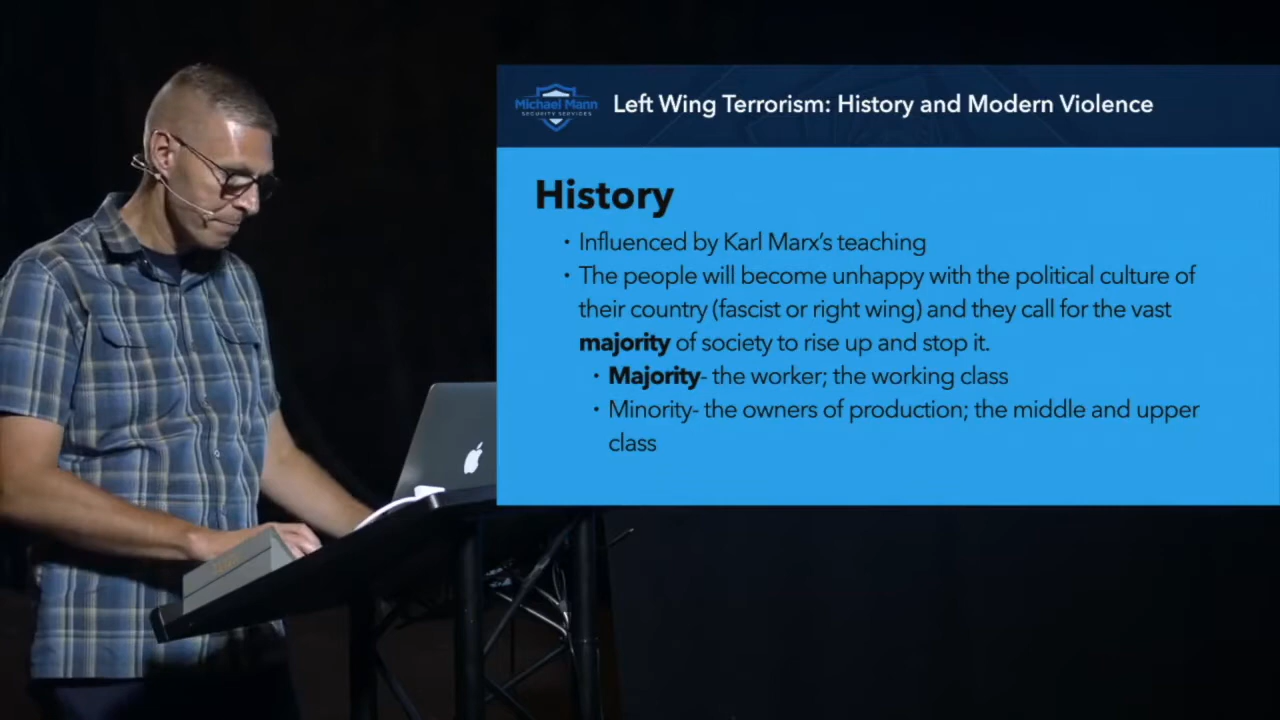 Michael Mann
SECURITY SERVICES
Left Wing Terrorism: History and Modern Violence
History
• Influenced by Karl Marx's teaching
• The people will become unhappy with the political culture of
their country (fascist or right wing) and they call for the vast
majority of society to rise up and stop it.
• Majority- the worker; the working class
• Minority- the owners of production; the middle and upper
class